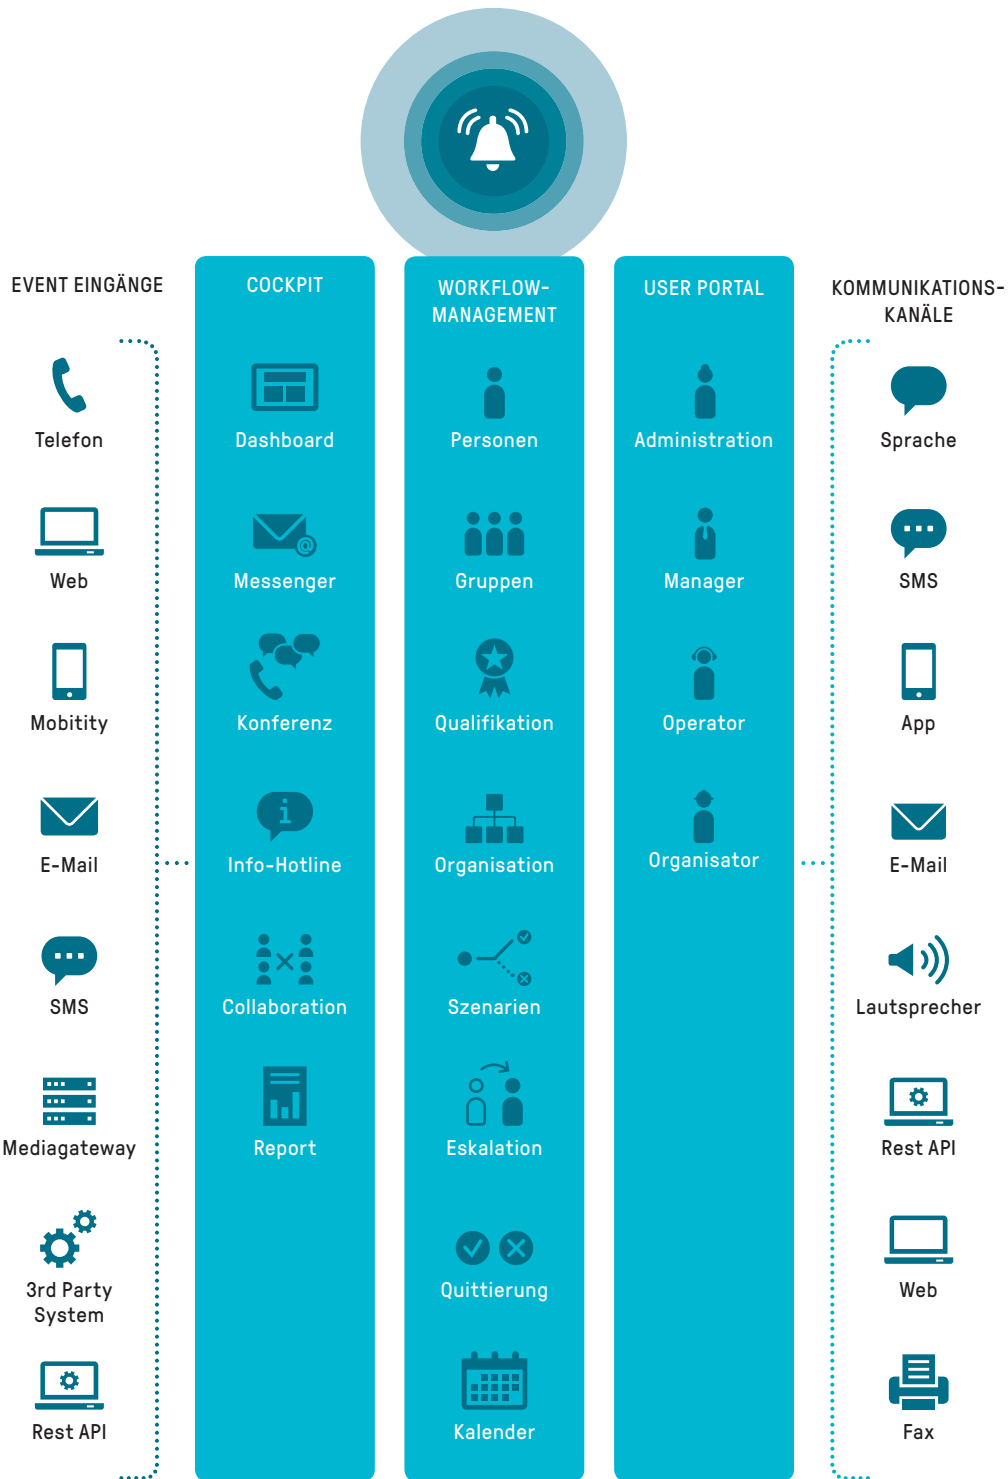 EVENT EINGÄNGE
Telefon
Web
Mobitity
E-Mail
SMS
Mediagateway
3rd Party
System
Rest API
COCKPIT
Dashboard
@
Messenger
Konferenz
i
Info-Hotline
Collaboration
Report
WORKFLOW-
MANAGEMENT
Personen
Gruppen
Qualifikation
Organisation
Szenarien
Eskalation
Quittierung
Kalender
USER PORTAL
Administration
Manager
Operator
Organisator
KOMMUNIKATIONS-
KANÄLE
Sprache
SMS
App
E-Mail
Lautsprecher
Rest API
Web
Fax